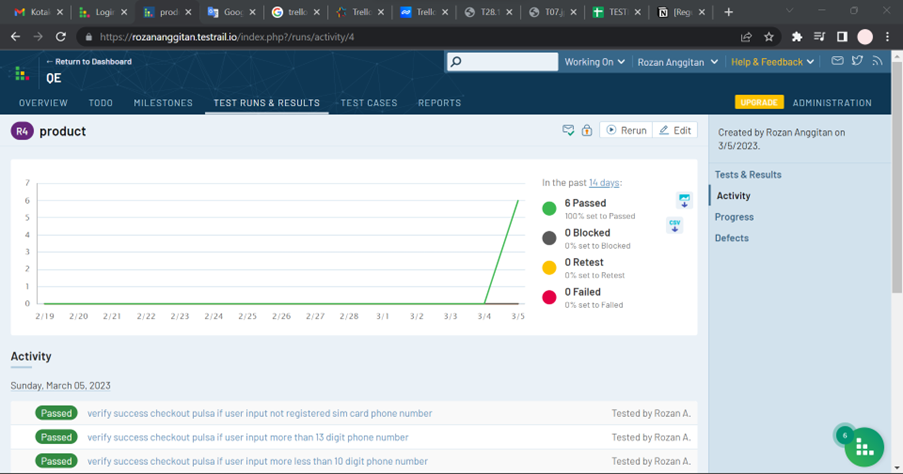 Kotak
Login
prod
Goog
trello
Trello
Trello
T28.1
T07.j
TEST
[Reg
https://rozananggitan.testrail.io/index.php?/runs/activity/4
← Return to Dashboard
QE
Working On
Rozan Anggitan
Help & Feedback
OVERVIEW
TODO
MILESTONES
TEST RUNS & RESULTS
TEST CASES
REPORTS
UPGRADE
ADMINISTRATION
R4 product
Rerun
Edit
Created by Rozan Anggitan on
3/5/2023.
Tests & Results
Activity
Progress
Defects
7
6
5
4
3
2
1
0
2/19 2/20 2/21 2/22 2/23 2/24 2/25 2/26 2/27 2/28 3/1 3/2 3/3 3/4 3/5
In the past 14 days:
6 Passed
100% set to Passed
0 Blocked
0% set to Blocked
0 Retest
0% set to Retest
0 Failed
0% set to Failed
CSV
Activity
Sunday, March 05, 2023
Passed verify success checkout pulsa if user input not registered sim card phone number Tested by Rozan A.
Passed verify success checkout pulsa if user input more than 13 digit phone number Tested by Rozan A.
Passed verify success checkout pulsa if user input more less than 10 digit phone number Tested by Rozan A.
6